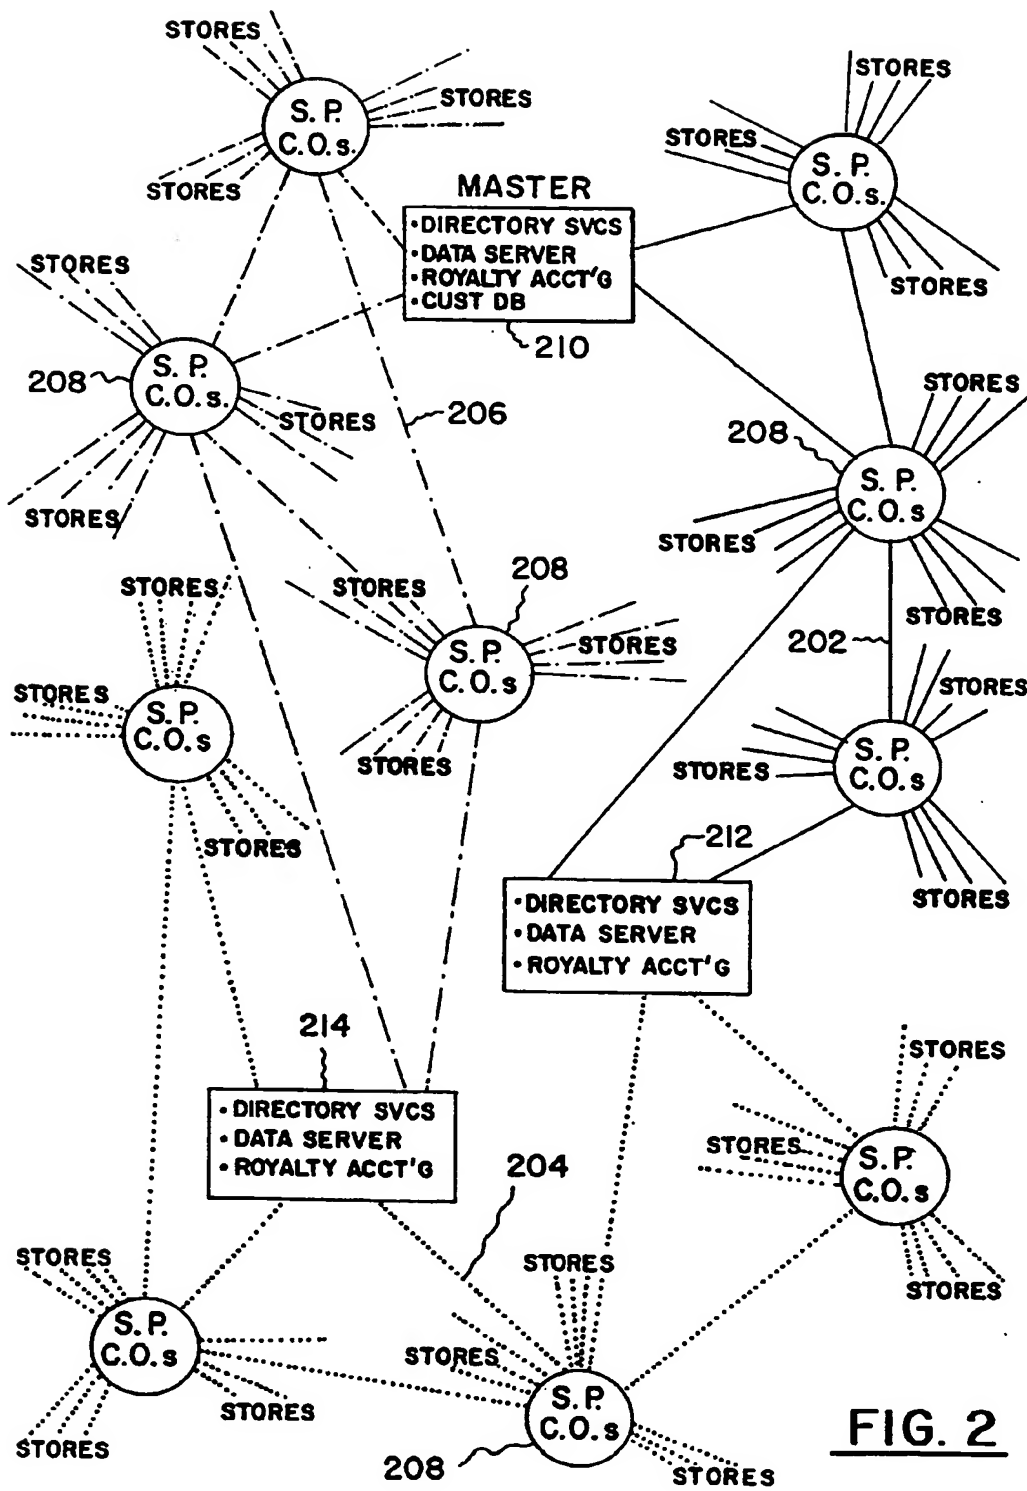 STORES
S. P.
C.O.s.
STORES
STORES
STORES
S. P.
C.O.s.
STORES
STORES
MASTER
•DIRECTORY SVCS
•DATA SERVER
•ROYALTY ACCT'G
•CUST DB
210
STORES
208
S. P.
C.O.s.
STORES
STORES
206
STORES
208
S. P.
C.O.s
STORES
STORES
202
STORES
208
STORES
S. P.
C.O.s
STORES
STORES
STORES
S. P.
C.O.s
STORES
STORES
S. P.
C.O.s
STORES
STORES
212
•DIRECTORY SVCS
•DATA SERVER
•ROYALTY ACCT'G
214
•DIRECTORY SVCS
•DATA SERVER
•ROYALTY ACCT'G
204
STORES
STORES
S. P.
C.O.s
STORES
STORES
S. P.
C.O.s
STORES
STORES
STORES
STORES
S. P.
C.O.s
208
STORES
FIG. 2